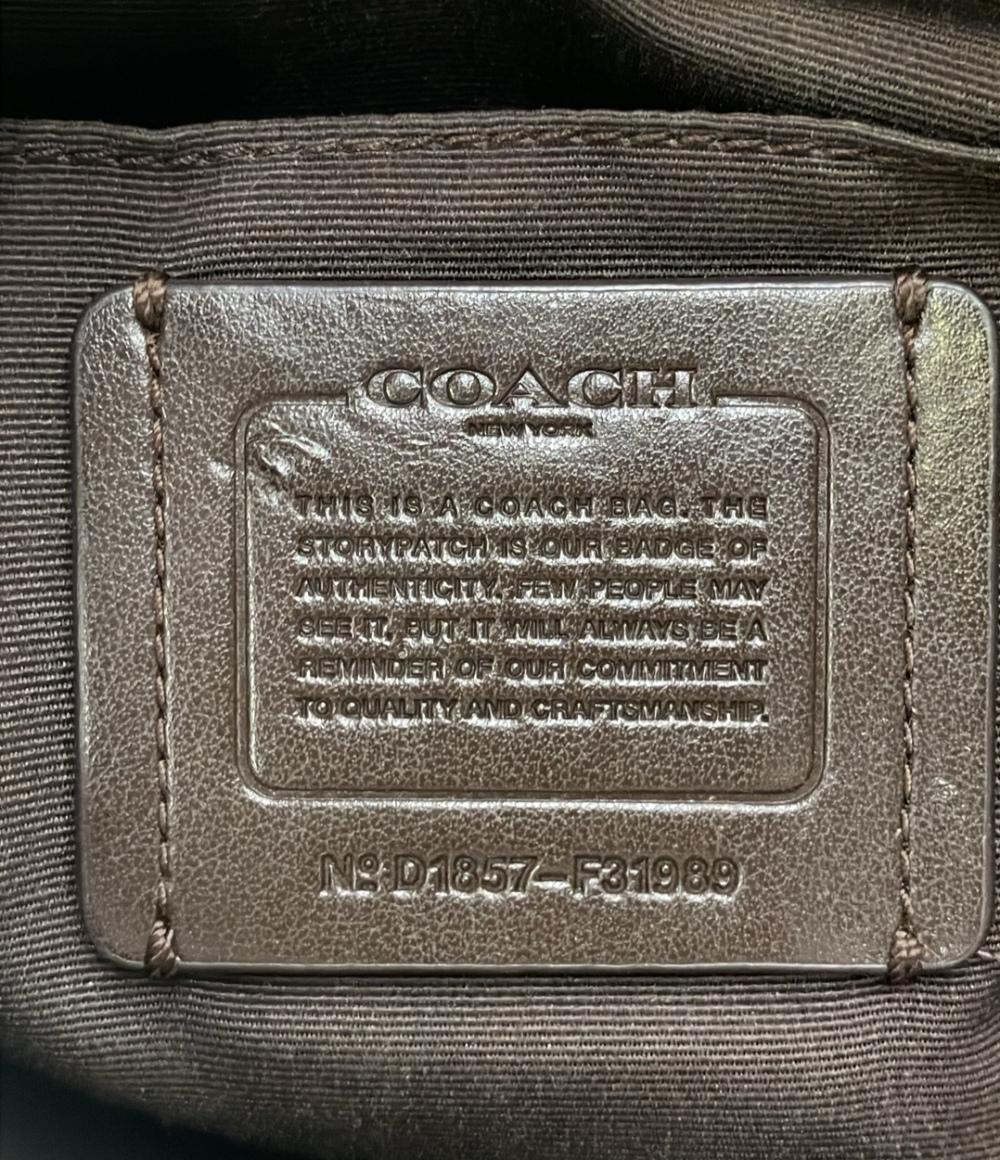 COACH
NEW YORK
THIS IS A COACH BAG. THE
STORYPATCH IS OUR BADGE OF
AUTHENTICITY. FEW PEOPLE MAY
SEE IT, BUT IT WILL ALWAYS BE A
REMINDER OF OUR COMMITMENT
TO QUALITY AND CRAFTSMANSHIP.
Nº D1857-F31989